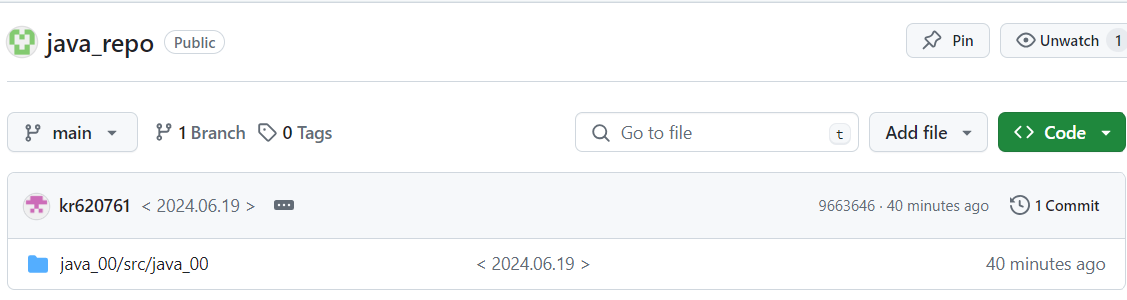 java_repo Public Pin Unwatch 1
main 1 Branch 0 Tags Go to file t Add file <> Code
kr620761 < 2024.06.19 > 9663646 · 40 minutes ago 1 Commit
java_00/src/java_00 < 2024.06.19 > 40 minutes ago